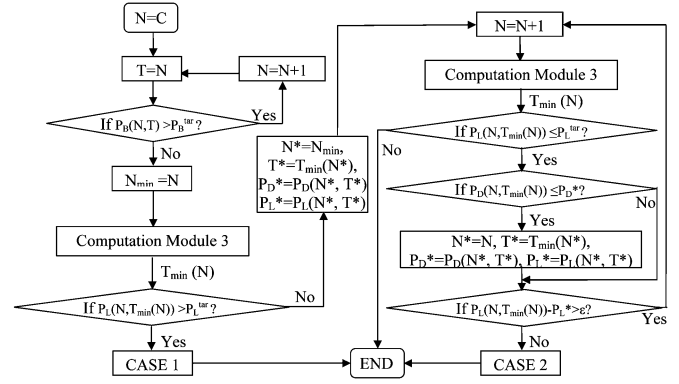 N=C
T=N
N=N+1
If P_B(N,T) >P_B^tar?
Yes
No
N_min =N
Computation Module 3
T_min (N)
If P_L(N,T_min(N)) >P_L^tar?
No
Yes
CASE 1
N*=N_min,
T*=T_min(N*),
P_D*=P_D(N*, T*)
P_L*=P_L(N*, T*)
N=N+1
Computation Module 3
T_min (N)
If P_L(N,T_min(N)) ≤P_L^tar?
No
Yes
If P_D(N,T_min(N)) ≤P_D*?
No
Yes
N*=N, T*=T_min(N*),
P_D*=P_D(N*, T*), P_L*=P_L(N*, T*)
If P_L(N,T_min(N))-P_L*>ε?
Yes
No
CASE 2
END